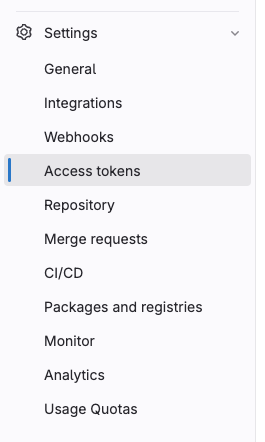 Settings
General
Integrations
Webhooks
Access tokens
Repository
Merge requests
CI/CD
Packages and registries
Monitor
Analytics
Usage Quotas